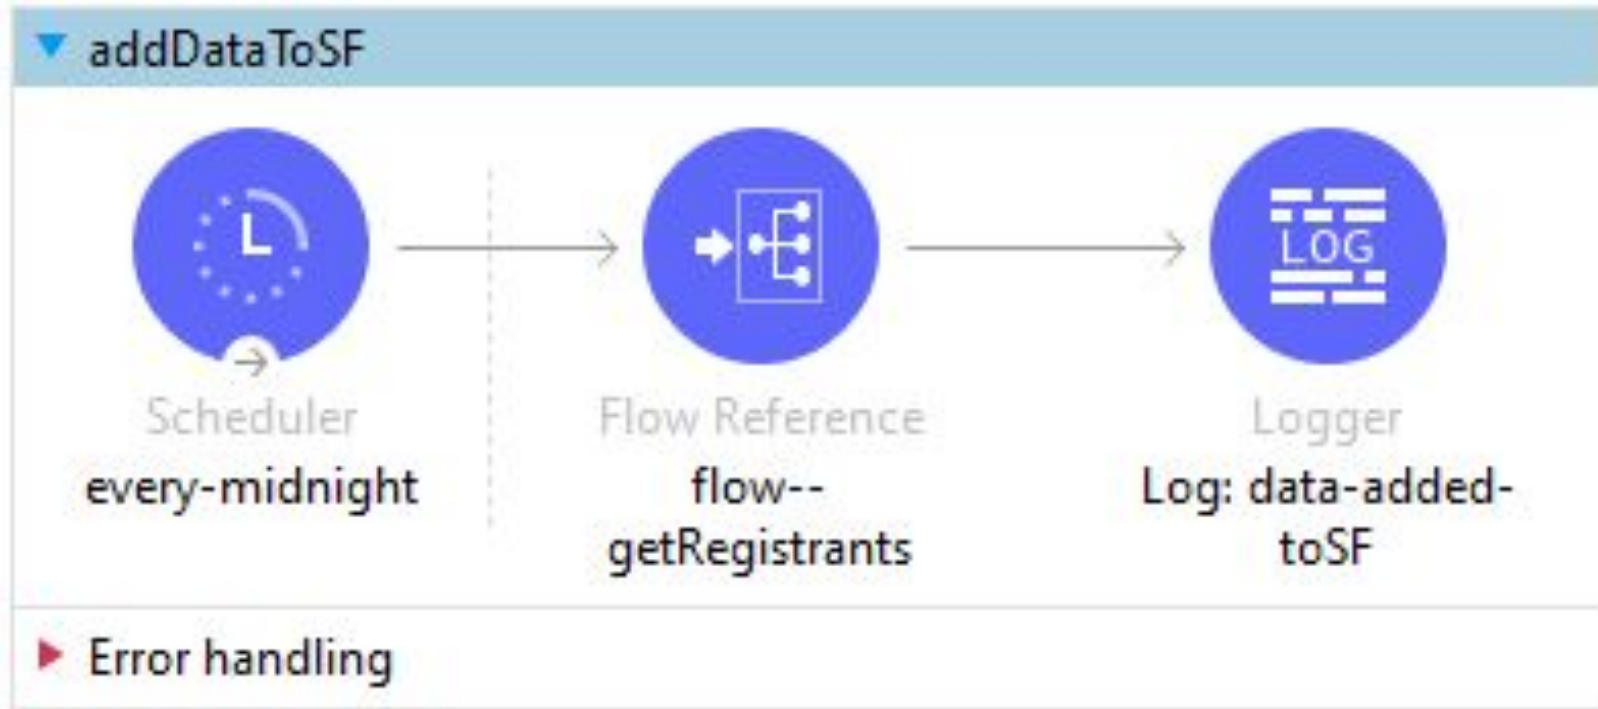 addDataToSF
L
LOG
Scheduler
Flow Reference
Logger
every-midnight
flow--
getRegistrants
Log: data-added-
toSF
Error handling